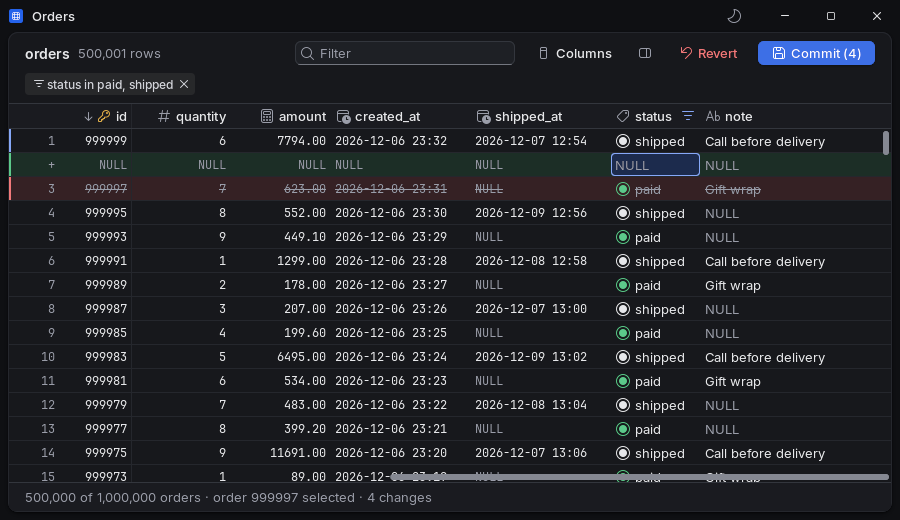 Orders
orders 500,001 rows
Filter
Columns
Revert
Commit (4)
status in paid, shipped
id quantity amount created_at shipped_at status Ab note
1 999999 6 7794.00 2026-12-06 23:32 2026-12-07 12:54 shipped Call before delivery
+ NULL NULL NULL NULL NULL NULL NULL
3 999997 7 623.00 2026-12-06 23:31 NULL paid Gift wrap
4 999995 8 552.00 2026-12-06 23:30 2026-12-09 12:56 shipped NULL
5 999993 9 449.10 2026-12-06 23:29 NULL paid NULL
6 999991 1 1299.00 2026-12-06 23:28 2026-12-08 12:58 shipped Call before delivery
7 999989 2 178.00 2026-12-06 23:27 NULL paid Gift wrap
8 999987 3 207.00 2026-12-06 23:26 2026-12-07 13:00 shipped NULL
9 999985 4 199.60 2026-12-06 23:25 NULL paid NULL
10 999983 5 6495.00 2026-12-06 23:24 2026-12-09 13:02 shipped Call before delivery
11 999981 6 534.00 2026-12-06 23:23 NULL paid Gift wrap
12 999979 7 483.00 2026-12-06 23:22 2026-12-08 13:04 shipped NULL
13 999977 8 399.20 2026-12-06 23:21 NULL paid NULL
14 999975 9 11691.00 2026-12-06 23:20 2026-12-07 13:06 shipped Call before delivery
15 999973 1 89.00 2026-12-06 23:19 NULL paid Gift wrap
500,000 of 1,000,000 orders · order 999997 selected · 4 changes